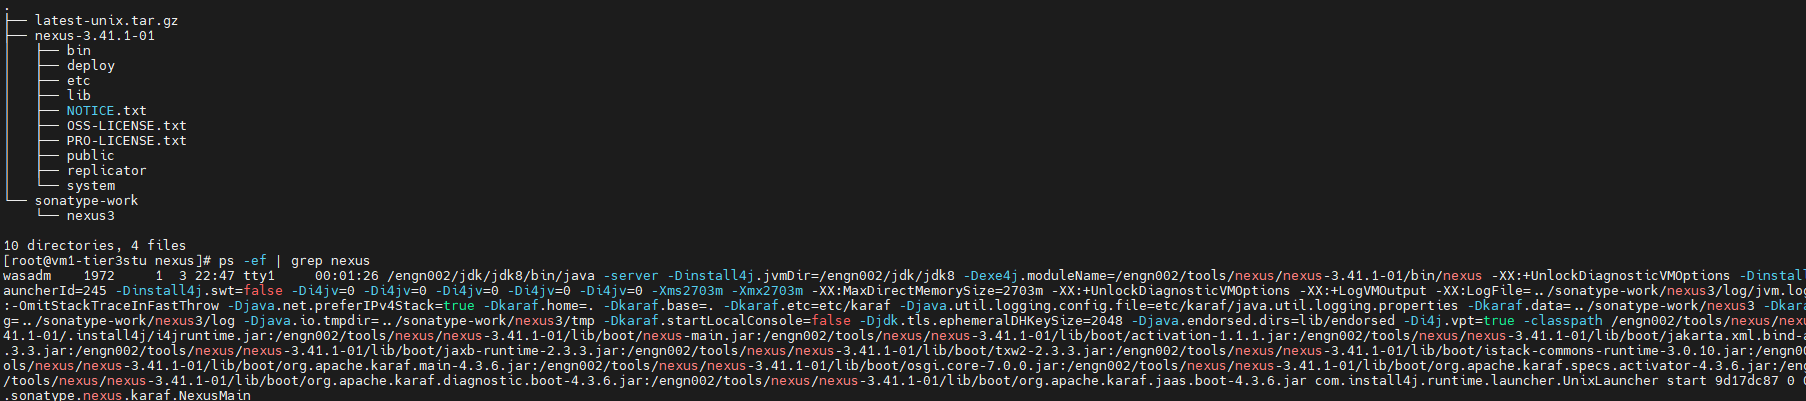 .
├── latest-unix.tar.gz
├── nexus-3.41.1-01
│   ├── bin
│   ├── deploy
│   ├── etc
│   ├── lib
│   ├── NOTICE.txt
│   ├── OSS-LICENSE.txt
│   ├── PRO-LICENSE.txt
│   ├── public
│   ├── replicator
│   └── system
└── sonatype-work
    └── nexus3
10 directories, 4 files
[root@vm1-tier3stu nexus]# ps -ef | grep nexus
wasadm    1972     1  3 22:47 tty1     00:01:26 /engn002/jdk/jdk8/bin/java -server -Dinstall4j.jvmDir=/engn002/jdk/jdk8 -Dexe4j.moduleName=/engn002/tools/nexus/nexus-3.41.1-01/bin/nexus -XX:+UnlockDiagnosticVMOptions -Dinstall
auncherId=245 -Dinstall4j.swt=false -Di4jv=0 -Di4jv=0 -Di4jv=0 -Di4jv=0 -Di4jv=0 -Xms2703m -Xmx2703m -XX:MaxDirectMemorySize=2703m -XX:+UnlockDiagnosticVMOptions -XX:+LogVMOutput -XX:LogFile=../sonatype-work/nexus3/log/jvm.log
:-OmitStackTraceInFastThrow -Djava.net.preferIPv4Stack=true -Dkaraf.home=. -Dkaraf.base=. -Dkaraf.etc=etc/karaf -Djava.util.logging.config.file=etc/karaf/java.util.logging.properties -Dkaraf.data=../sonatype-work/nexus3 -Dkara
g=../sonatype-work/nexus3/log -Djava.io.tmpdir=../sonatype-work/nexus3/tmp -Dkaraf.startLocalConsole=false -Djdk.tls.ephemeralDHKeySize=2048 -Djava.endorsed.dirs=lib/endorsed -Di4j.vpt=true -classpath /engn002/tools/nexus/nexu
41.1-01/.install4j/i4jruntime.jar:/engn002/tools/nexus/nexus-3.41.1-01/lib/boot/nexus-main.jar:/engn002/tools/nexus/nexus-3.41.1-01/lib/boot/activation-1.1.1.jar:/engn002/tools/nexus/nexus-3.41.1-01/lib/boot/jakarta.xml.bind-a
.3.3.jar:/engn002/tools/nexus/nexus-3.41.1-01/lib/boot/jaxb-runtime-2.3.3.jar:/engn002/tools/nexus/nexus-3.41.1-01/lib/boot/txw2-2.3.3.jar:/engn002/tools/nexus/nexus-3.41.1-01/lib/boot/istack-commons-runtime-3.0.10.jar:/engn00
ols/nexus/nexus-3.41.1-01/lib/boot/org.apache.karaf.main-4.3.6.jar:/engn002/tools/nexus/nexus-3.41.1-01/lib/boot/osgi.core-7.0.0.jar:/engn002/tools/nexus/nexus-3.41.1-01/lib/boot/org.apache.karaf.specs.activator-4.3.6.jar:/eng
/tools/nexus/nexus-3.41.1-01/lib/boot/org.apache.karaf.diagnostic.boot-4.3.6.jar:/engn002/tools/nexus/nexus-3.41.1-01/lib/boot/org.apache.karaf.jaas.boot-4.3.6.jar com.install4j.runtime.launcher.UnixLauncher start 9d17dc87 0 0
.sonatype.nexus.karaf.NexusMain